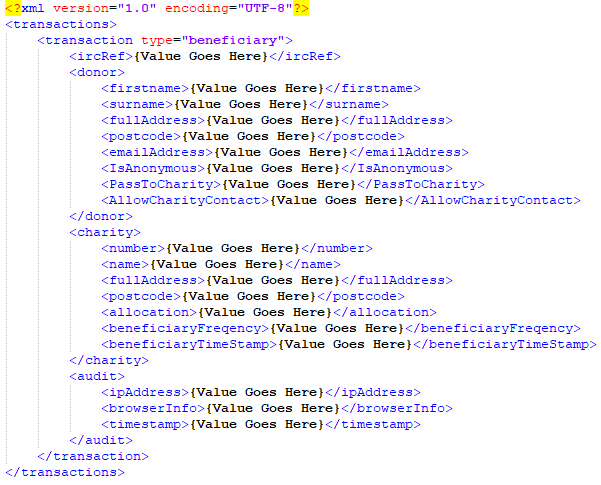 <?xml version="1.0" encoding="UTF-8"?>
<transactions>
<transaction type="beneficiary">
<ircRef>{Value Goes Here}</ircRef>
<donor>
<firstname>{Value Goes Here}</firstname>
<surname>{Value Goes Here}</surname>
<fullAddress>{Value Goes Here}</fullAddress>
<postcode>{Value Goes Here}</postcode>
<emailAddress>{Value Goes Here}</emailAddress>
<IsAnonymous>{Value Goes Here}</IsAnonymous>
<PassToCharity>{Value Goes Here}</PassToCharity>
<AllowCharityContact>{Value Goes Here}</AllowCharityContact>
</donor>
<charity>
<number>{Value Goes Here}</number>
<name>{Value Goes Here}</name>
<fullAddress>{Value Goes Here}</fullAddress>
<postcode>{Value Goes Here}</postcode>
<allocation>{Value Goes Here}</allocation>
<beneficiaryFreqency>{Value Goes Here}</beneficiaryFreqency>
<beneficiaryTimeStamp>{Value Goes Here}</beneficiaryTimeStamp>
</charity>
<audit>
<ipAddress>{Value Goes Here}</ipAddress>
<browserInfo>{Value Goes Here}</browserInfo>
<timestamp>{Value Goes Here}</timestamp>
</audit>
</transaction>
</transactions>